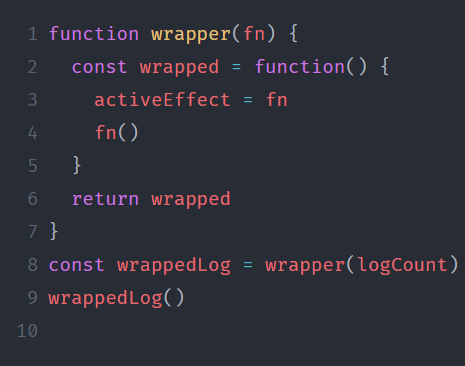 1 function wrapper(fn) {
2   const wrapped = function() {
3     activeEffect = fn
4     fn()
5   }
6   return wrapped
7 }
8 const wrappedLog = wrapper(logCount)
9 wrappedLog()
10